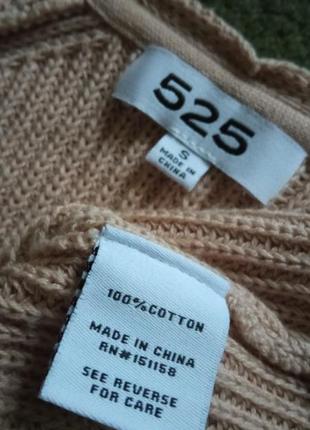 525
S
MADE IN
CHINA
100% COTTON
MADE IN CHINA
RN#151158
SEE REVERSE
FOR CARE